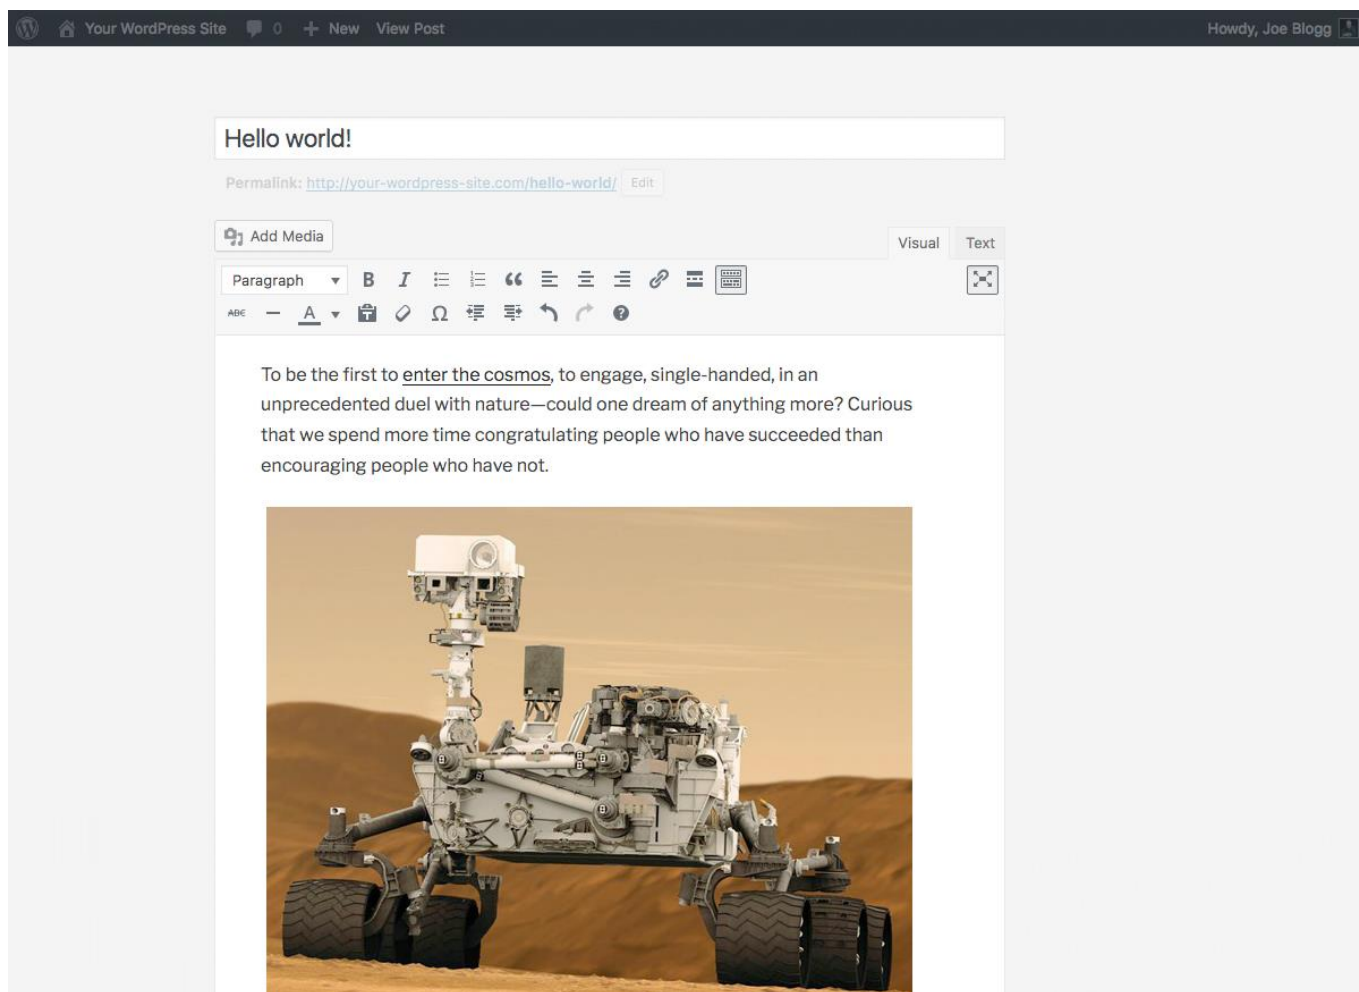 Your WordPress Site 0 New View Post Howdy, Joe Blogg
Hello world!
Permalink: http://your-wordpress-site.com/hello-world/ Edit
Add Media
Visual Text
Paragraph B I
ABC A Ω
To be the first to enter the cosmos, to engage, single-handed, in an
unprecedented duel with nature—could one dream of anything more? Curious
that we spend more time congratulating people who have succeeded than
encouraging people who have not.